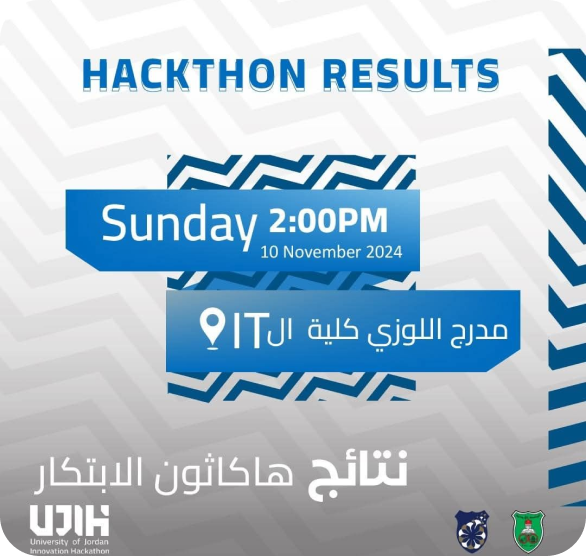 HACKTHON RESULTS
Sunday 2:00PM
10 November 2024
مدرج اللوزي كلية الIT
نتائج هاكاثون الابتكار
UJIH
University of Jordan
Innovation Hackathon